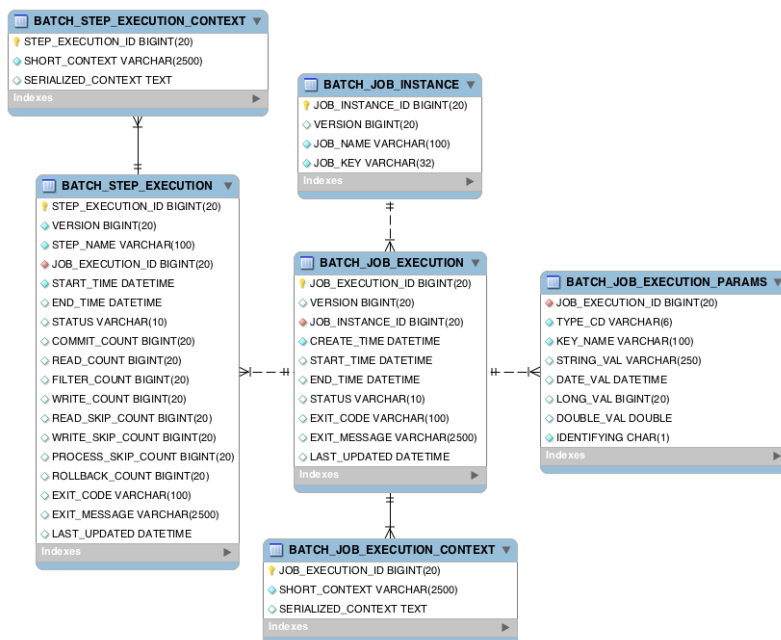 BATCH_STEP_EXECUTION_CONTEXT
STEP_EXECUTION_ID BIGINT(20)
SHORT_CONTEXT VARCHAR(2500)
SERIALIZED_CONTEXT TEXT
Indexes
BATCH_JOB_INSTANCE
JOB_INSTANCE_ID BIGINT(20)
VERSION BIGINT(20)
JOB_NAME VARCHAR(100)
JOB_KEY VARCHAR(32)
Indexes
BATCH_STEP_EXECUTION
STEP_EXECUTION_ID BIGINT(20)
VERSION BIGINT(20)
STEP_NAME VARCHAR(100)
JOB_EXECUTION_ID BIGINT(20)
START_TIME DATETIME
END_TIME DATETIME
STATUS VARCHAR(10)
COMMIT_COUNT BIGINT(20)
READ_COUNT BIGINT(20)
FILTER_COUNT BIGINT(20)
WRITE_COUNT BIGINT(20)
READ_SKIP_COUNT BIGINT(20)
WRITE_SKIP_COUNT BIGINT(20)
PROCESS_SKIP_COUNT BIGINT(20)
ROLLBACK_COUNT BIGINT(20)
EXIT_CODE VARCHAR(100)
EXIT_MESSAGE VARCHAR(2500)
LAST_UPDATED DATETIME
Indexes
BATCH_JOB_EXECUTION
JOB_EXECUTION_ID BIGINT(20)
VERSION BIGINT(20)
JOB_INSTANCE_ID BIGINT(20)
CREATE_TIME DATETIME
START_TIME DATETIME
END_TIME DATETIME
STATUS VARCHAR(10)
EXIT_CODE VARCHAR(100)
EXIT_MESSAGE VARCHAR(2500)
LAST_UPDATED DATETIME
Indexes
BATCH_JOB_EXECUTION_PARAMS
JOB_EXECUTION_ID BIGINT(20)
TYPE_CD VARCHAR(6)
KEY_NAME VARCHAR(100)
STRING_VAL VARCHAR(250)
DATE_VAL DATETIME
LONG_VAL BIGINT(20)
DOUBLE_VAL DOUBLE
IDENTIFYING CHAR(1)
Indexes
BATCH_JOB_EXECUTION_CONTEXT
JOB_EXECUTION_ID BIGINT(20)
SHORT_CONTEXT VARCHAR(2500)
SERIALIZED_CONTEXT TEXT
Indexes